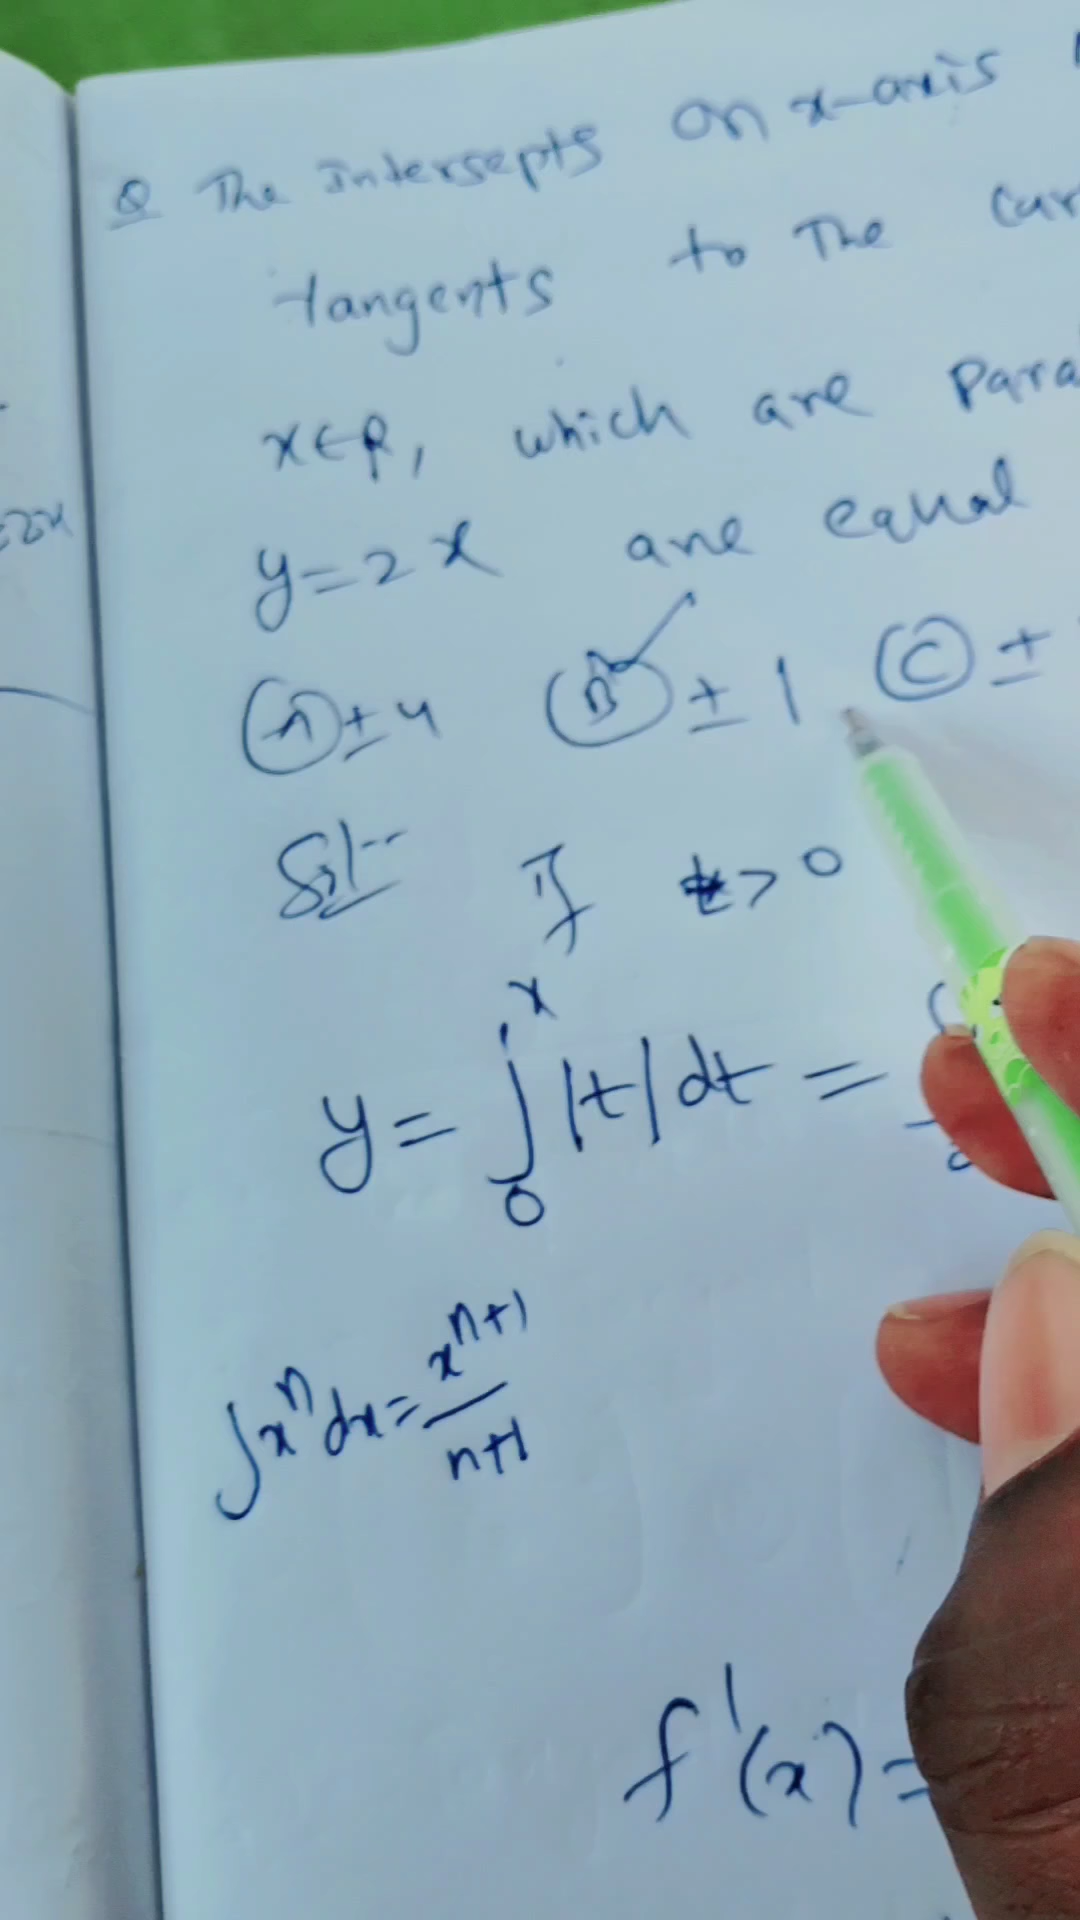 Q The Intersepts on x-axis
tangents to The
x∈R, which are
y=2x are equal
(A) ±4 (B) ±1 (C) ±
Sol:-
If t>0
y = ∫₀ˣ |t| dt =
∫xⁿ dx = xⁿ⁺¹/n+1
f'(x) =
=2x